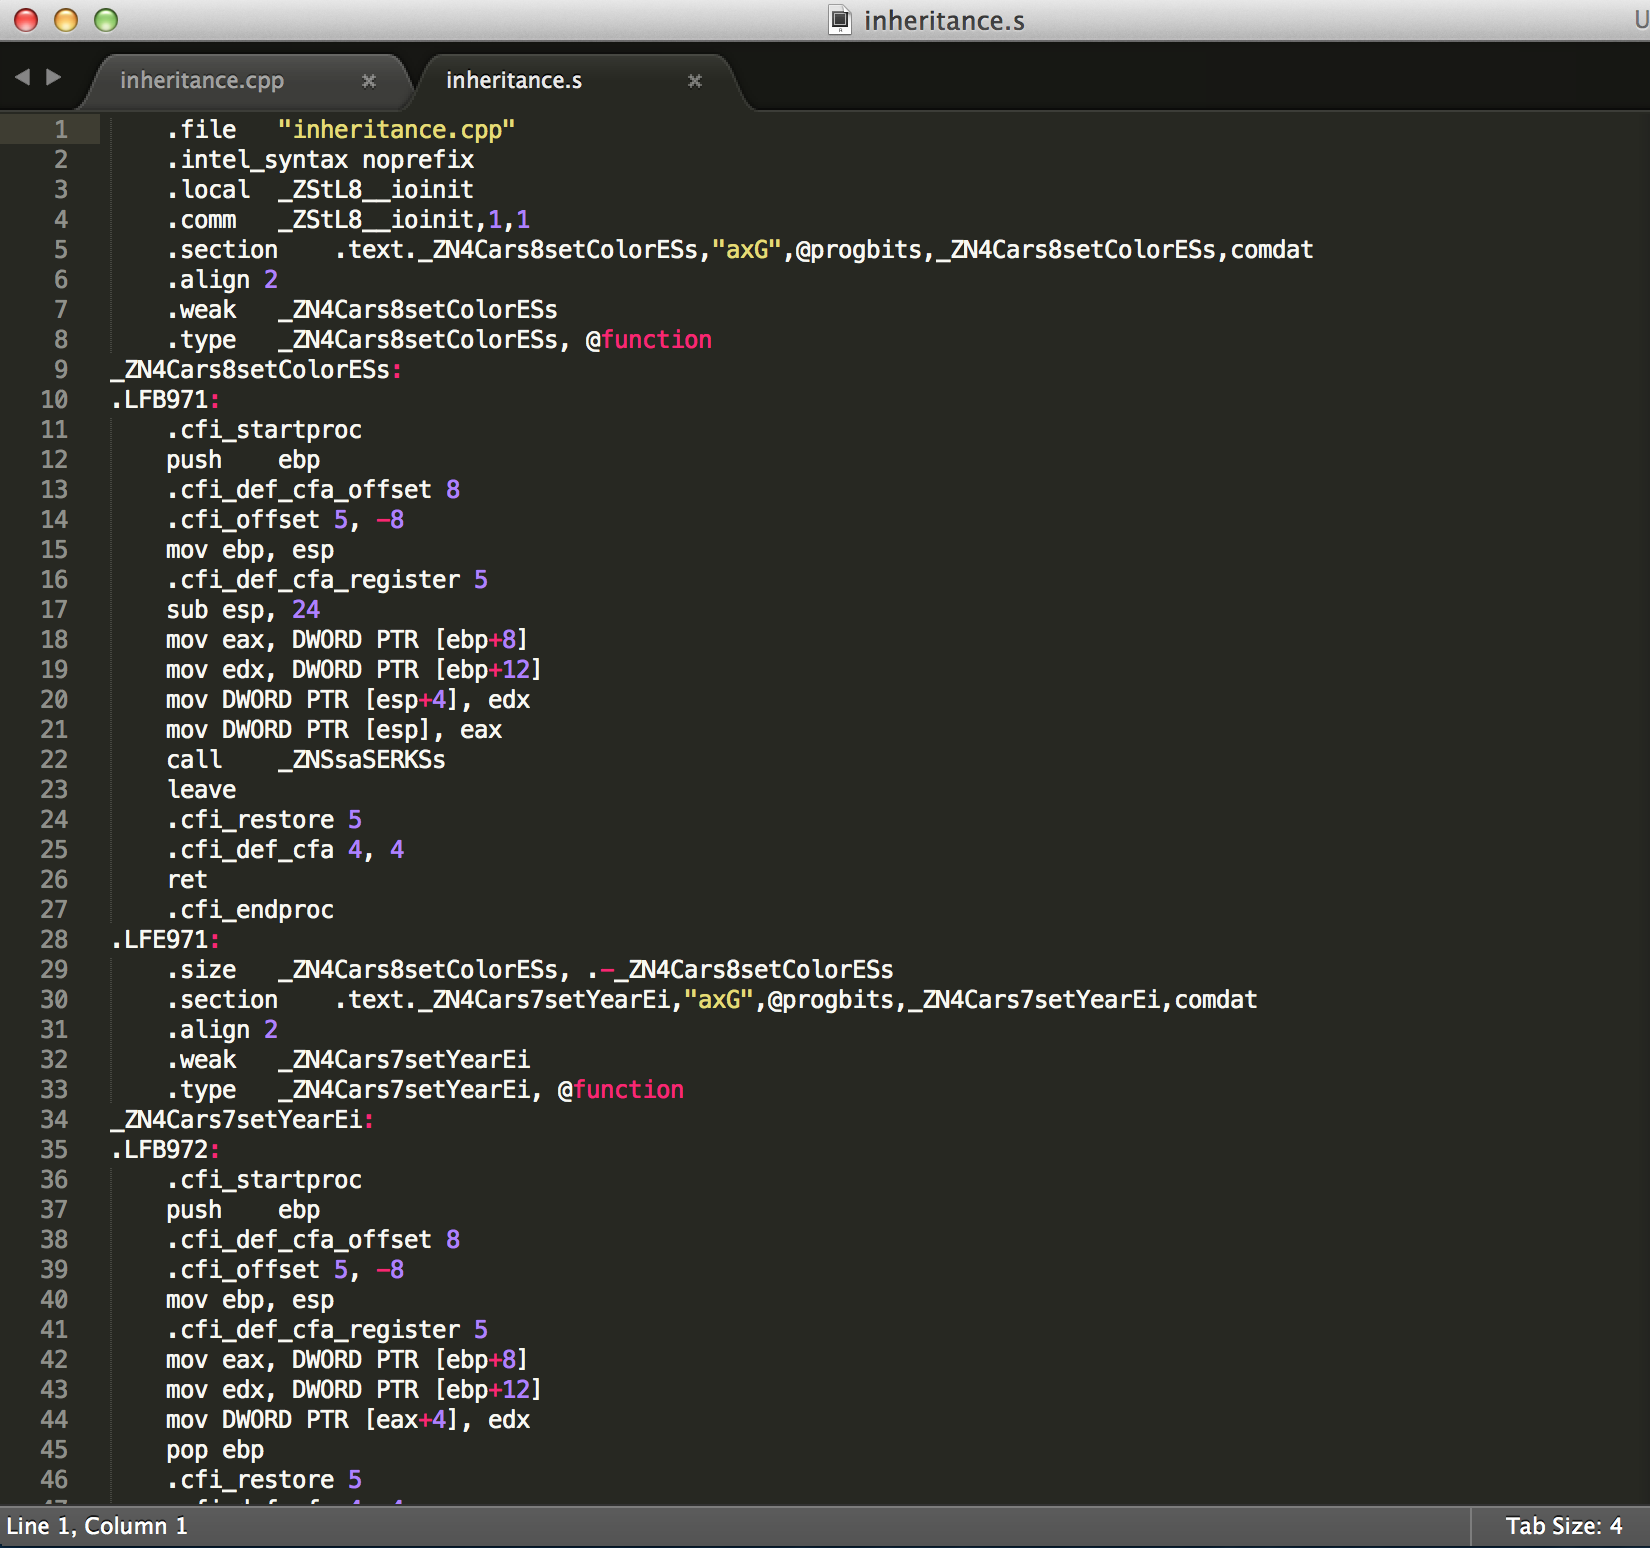 inheritance.s
U
inheritance.cpp × inheritance.s ×
1 .file "inheritance.cpp"
2 .intel_syntax noprefix
3 .local _ZStL8__ioinit
4 .comm _ZStL8__ioinit,1,1
5 .section .text._ZN4Cars8setColorESs,"axG",@progbits,_ZN4Cars8setColorESs,comdat
6 .align 2
7 .weak _ZN4Cars8setColorESs
8 .type _ZN4Cars8setColorESs, @function
9 _ZN4Cars8setColorESs:
10 .LFB971:
11 .cfi_startproc
12 push ebp
13 .cfi_def_cfa_offset 8
14 .cfi_offset 5, -8
15 mov ebp, esp
16 .cfi_def_cfa_register 5
17 sub esp, 24
18 mov eax, DWORD PTR [ebp+8]
19 mov edx, DWORD PTR [ebp+12]
20 mov DWORD PTR [esp+4], edx
21 mov DWORD PTR [esp], eax
22 call _ZNSsaSERKSs
23 leave
24 .cfi_restore 5
25 .cfi_def_cfa 4, 4
26 ret
27 .cfi_endproc
28 .LFE971:
29 .size _ZN4Cars8setColorESs, .-_ZN4Cars8setColorESs
30 .section .text._ZN4Cars7setYearEi,"axG",@progbits,_ZN4Cars7setYearEi,comdat
31 .align 2
32 .weak _ZN4Cars7setYearEi
33 .type _ZN4Cars7setYearEi, @function
34 _ZN4Cars7setYearEi:
35 .LFB972:
36 .cfi_startproc
37 push ebp
38 .cfi_def_cfa_offset 8
39 .cfi_offset 5, -8
40 mov ebp, esp
41 .cfi_def_cfa_register 5
42 mov eax, DWORD PTR [ebp+8]
43 mov edx, DWORD PTR [ebp+12]
44 mov DWORD PTR [eax+4], edx
45 pop ebp
46 .cfi_restore 5
Line 1, Column 1 Tab Size: 4